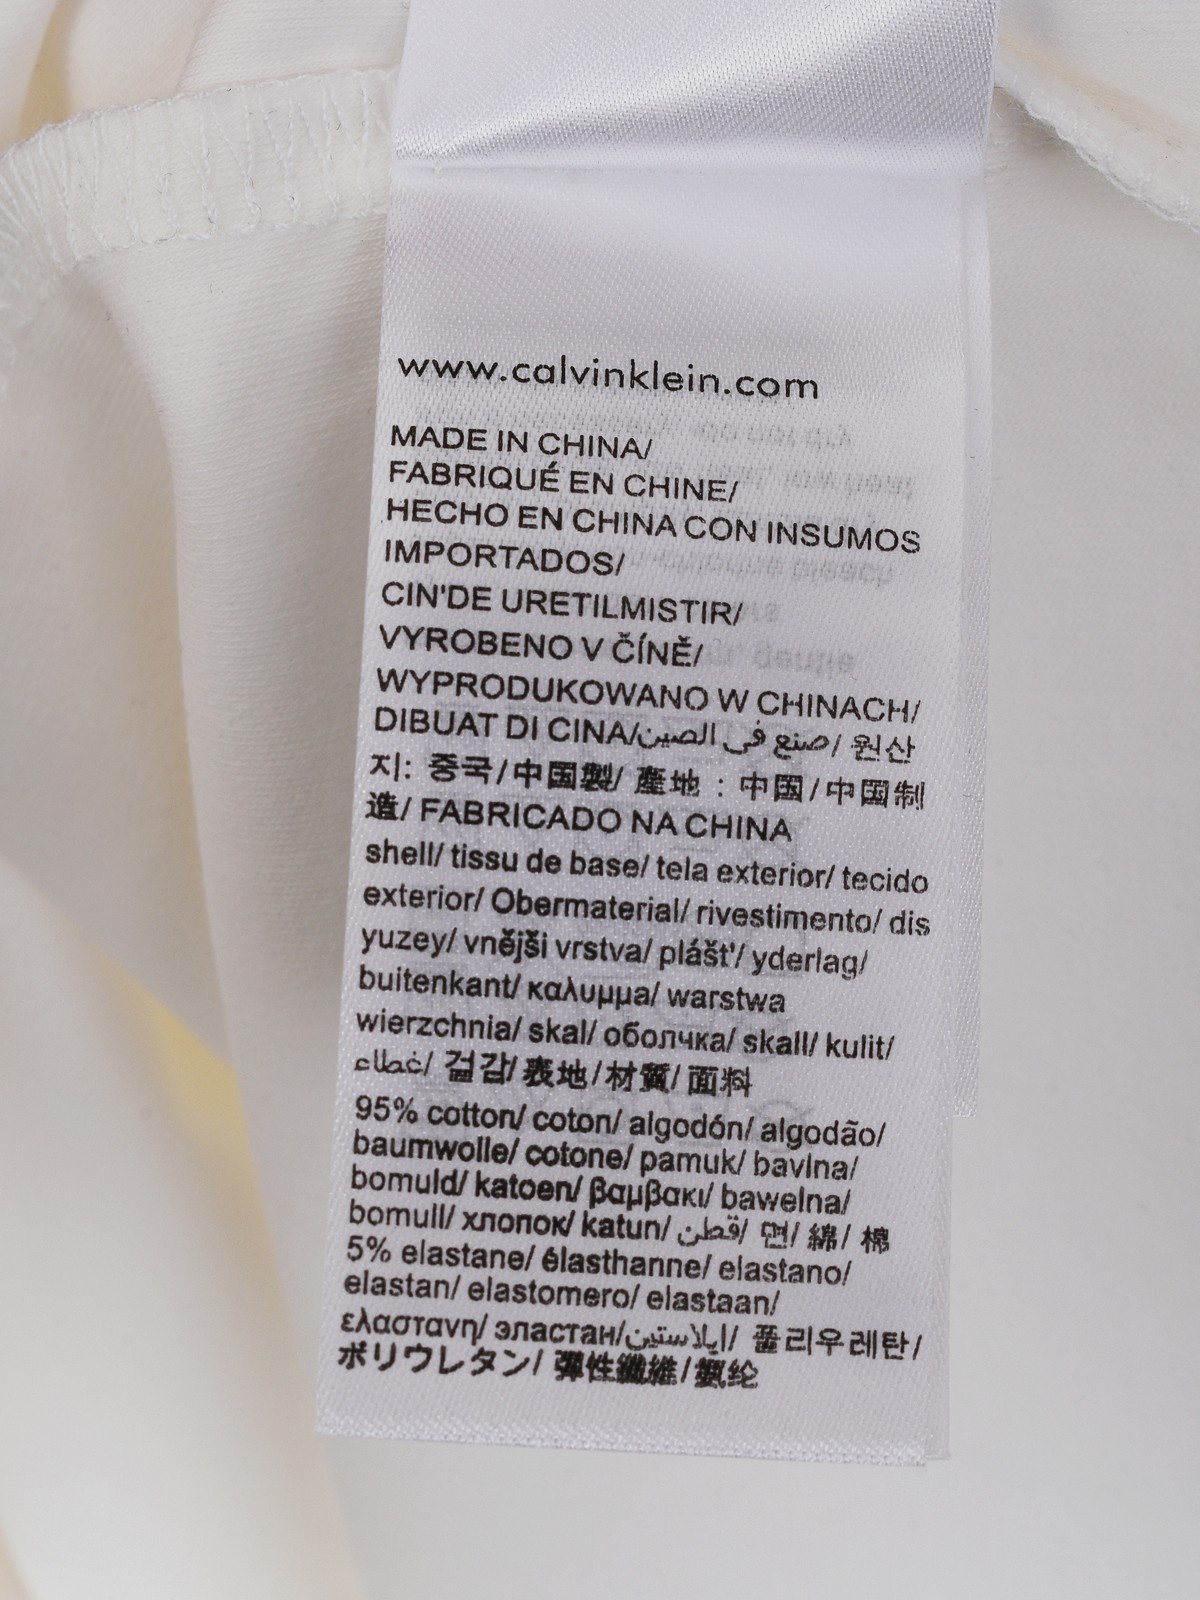 www.calvinklein.com
MADE IN CHINA/
FABRIQUÉ EN CHINE/
HECHO EN CHINA CON INSUMOS
IMPORTADOS/
CIN'DE URETILMISTIR/
VYROBENO V ČÍNĚ/
WYPRODUKOWANO W CHINACH/
DIBUAT DI CINA/صنع في الصين/ 원산
지: 중국/中国製/ 產地 : 中国/中国制
造/ FABRICADO NA CHINA
shell/ tissu de base/ tela exterior/ tecido
exterior/ Obermaterial/ rivestimento/ dis
yuzey/ vnější vrstva/ plášt'/ yderlag/
buitenkant/ καλυμμα/ warstwa
wierzchnia/ skal/ оболчка/ skall/ kulit/
غطاء/ 겉감/ 表地/材質/ 面料
95% cotton/ coton/ algodón/ algodão/
baumwolle/ cotone/ pamuk/ bavlna/
bomuld/ katoen/ βαμβακι/ bawelna/
bomull/ хлопок/ katun/ قطن/ 면/ 綿/ 棉
5% elastane/ élasthanne/ elastano/
elastan/ elastomero/ elastaan/
ελαστανη/ эластан/إيلاستين/ 폴리우레탄/
ポリウレタン/ 彈性纖維/氨纶